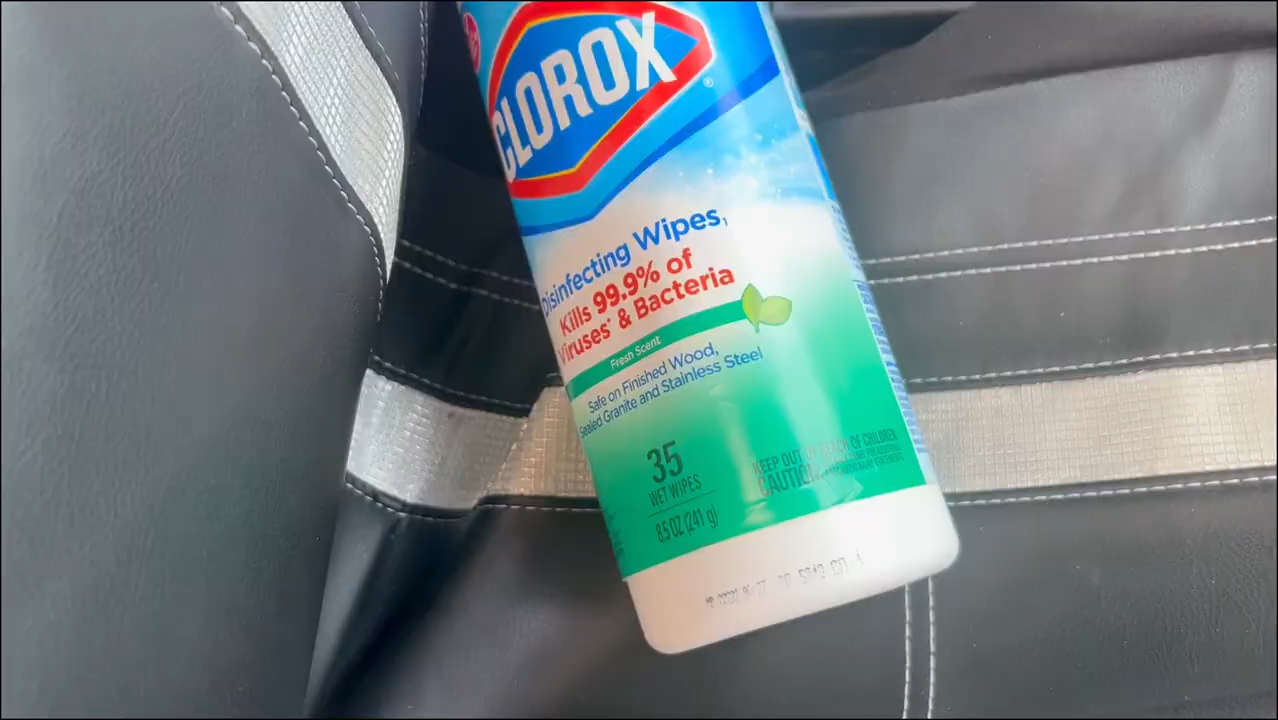 CLOROX®
Disinfecting Wipes1
Kills 99.9% of
Viruses* & Bacteria
Fresh Scent
Safe on Finished Wood,
Sealed Granite and Stainless Steel
35
WET WIPES
8.5 OZ (241 g)
KEEP OUT OF REACH OF CHILDREN
CAUTION: